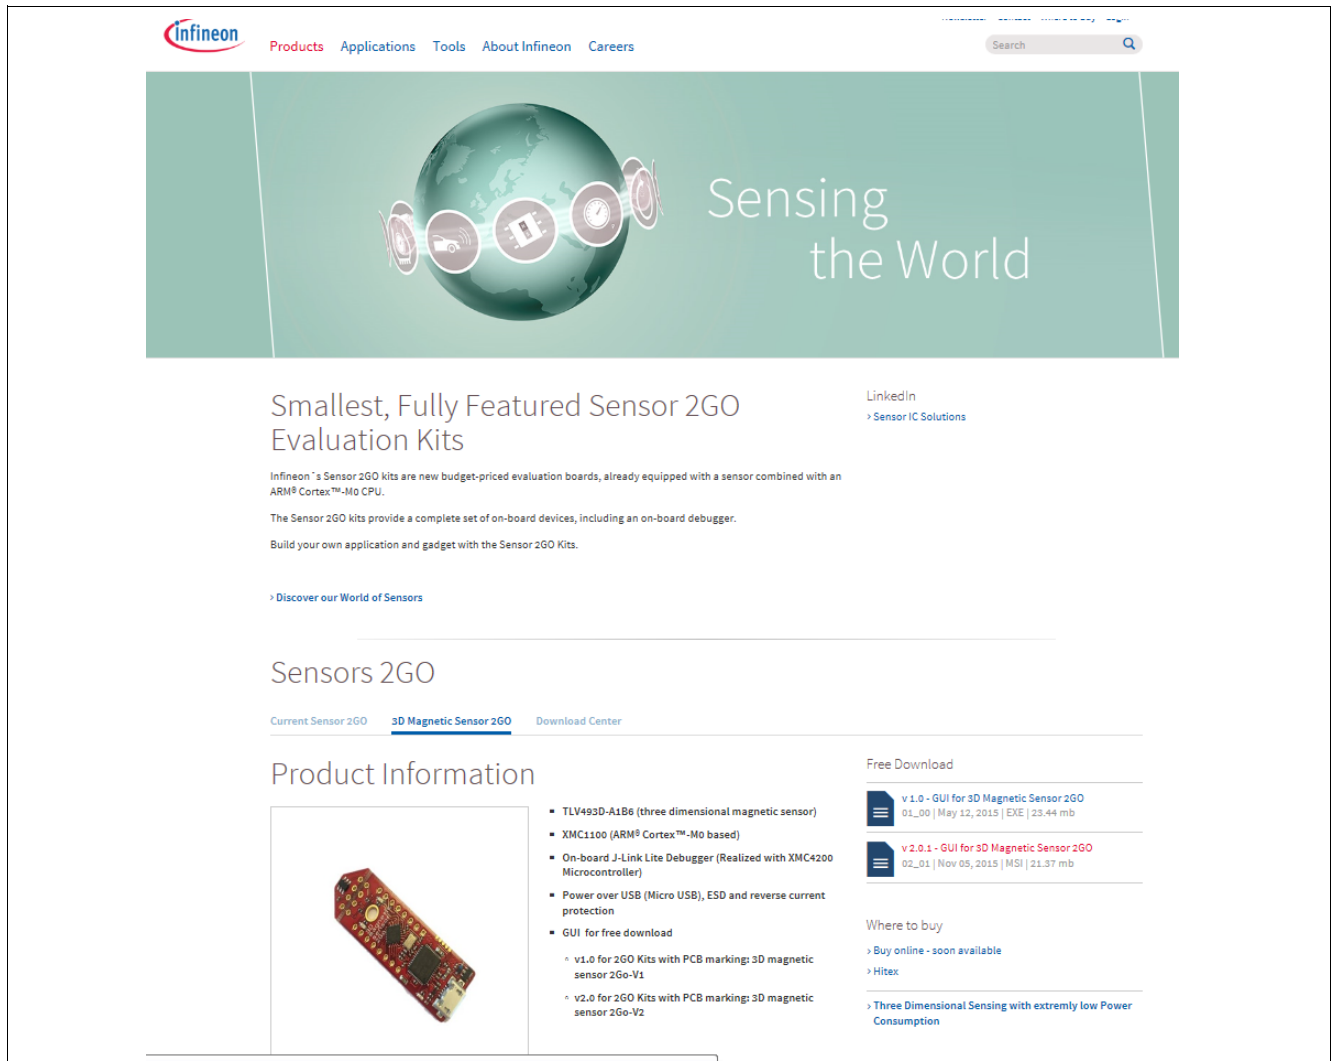 Newsletter Contact Where to Buy Login
infineon
Products Applications Tools About Infineon Careers
Search
Sensing
the World
Smallest, Fully Featured Sensor 2GO
Evaluation Kits
Infineon´s Sensor 2GO kits are new budget-priced evaluation boards, already equipped with a sensor combined with an
ARM® Cortex™-M0 CPU.
The Sensor 2GO kits provide a complete set of on-board devices, including an on-board debugger.
Build your own application and gadget with the Sensor 2GO Kits.
› Discover our World of Sensors
LinkedIn
› Sensor IC Solutions
Sensors 2GO
Current Sensor 2GO 3D Magnetic Sensor 2GO Download Center
Product Information
▪ TLV493D-A1B6 (three dimensional magnetic sensor)
▪ XMC1100 (ARM® Cortex™-M0 based)
▪ On-board J-Link Lite Debugger (Realized with XMC4200
Microcontroller)
▪ Power over USB (Micro USB), ESD and reverse current
protection
▪ GUI for free download
◦ v1.0 for 2GO Kits with PCB marking: 3D magnetic
sensor 2Go-V1
◦ v2.0 for 2GO Kits with PCB marking: 3D magnetic
sensor 2Go-V2
Free Download
v 1.0 - GUI for 3D Magnetic Sensor 2GO
01_00 | May 12, 2015 | EXE | 23.44 mb
v 2.0.1 - GUI for 3D Magnetic Sensor 2GO
02_01 | Nov 05, 2015 | MSI | 21.37 mb
Where to buy
› Buy online - soon available
› Hitex
› Three Dimensional Sensing with extremly low Power
Consumption